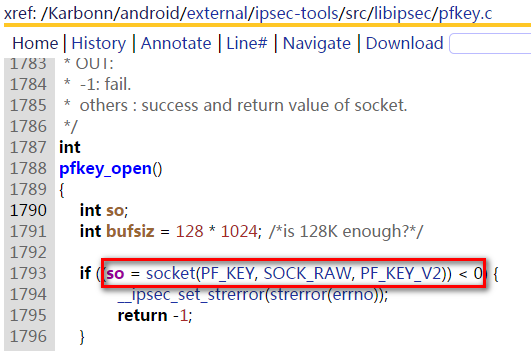 xref: /Karbonn/android/external/ipsec-tools/src/libipsec/pfkey.c
Home | History | Annotate | Line# | Navigate | Download
1783 * OUT:
1784 * -1: fail.
1785 * others : success and return value of socket.
1786 */
1787 int
1788 pfkey_open()
1789 {
1790 int so;
1791 int bufsiz = 128 * 1024; /*is 128K enough?*/
1792
1793 if ((so = socket(PF_KEY, SOCK_RAW, PF_KEY_V2)) < 0) {
1794 __ipsec_set_strerror(strerror(errno));
1795 return -1;
1796 }